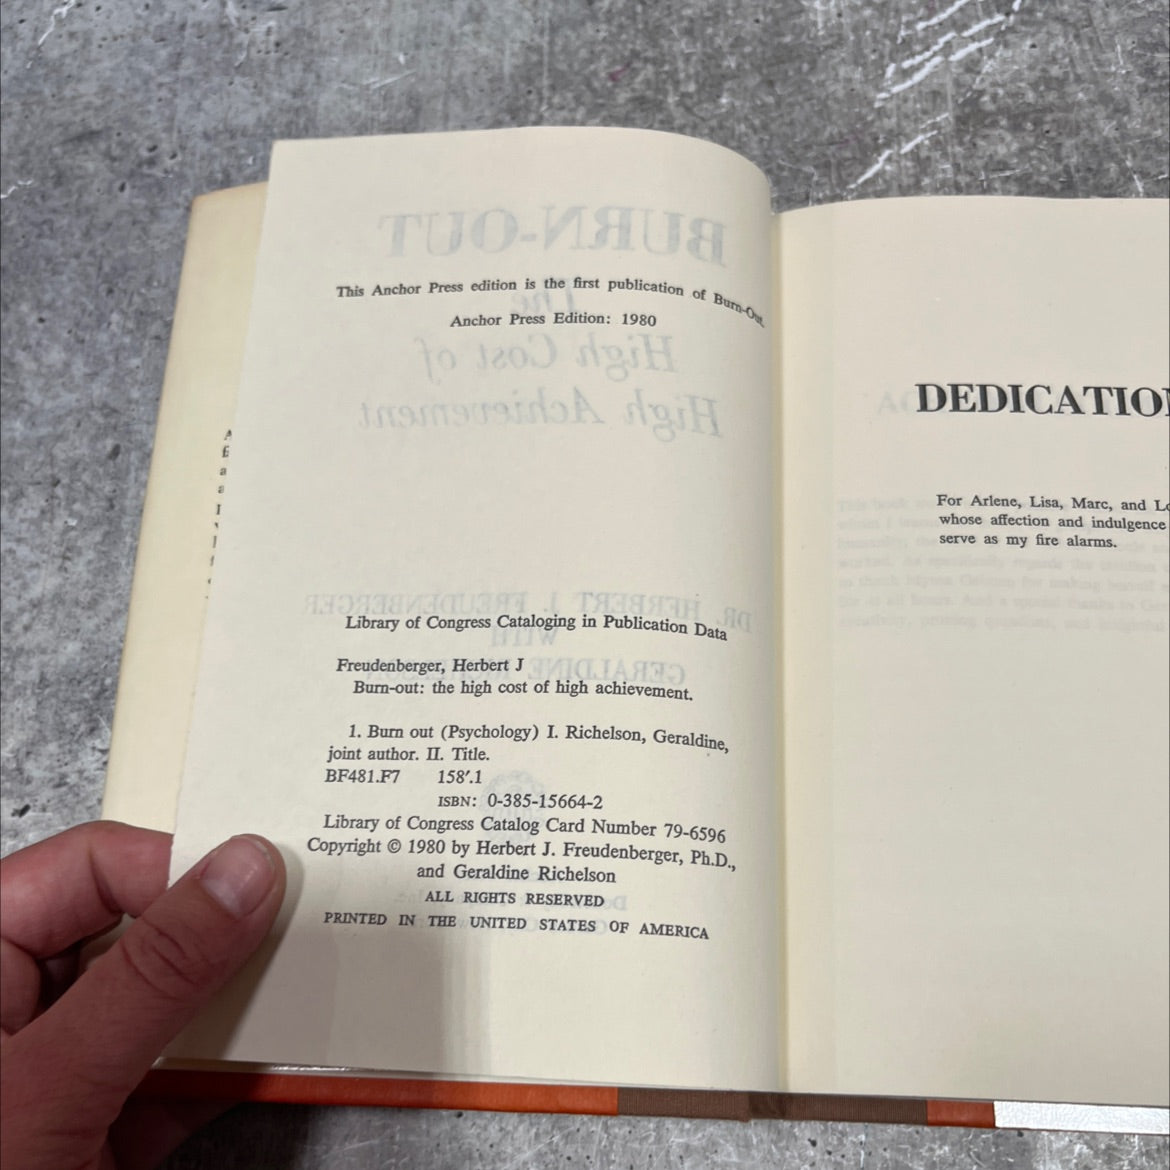 This Anchor Press edition is the first publication of Burn-Out.
Anchor Press Edition: 1980
Library of Congress Cataloging in Publication Data
Freudenberger, Herbert J
Burn-out: the high cost of high achievement.
1. Burn out (Psychology) I. Richelson, Geraldine,
joint author. II. Title.
BF481.F7 158′.1
ISBN: 0-385-15664-2
Library of Congress Catalog Card Number 79-6596
Copyright © 1980 by Herbert J. Freudenberger, Ph.D.,
and Geraldine Richelson
ALL RIGHTS RESERVED
PRINTED IN THE UNITED STATES OF AMERICA
DEDICATION
For Arlene, Lisa, Marc, and
whose affection and indulgence
serve as my fire alarms.